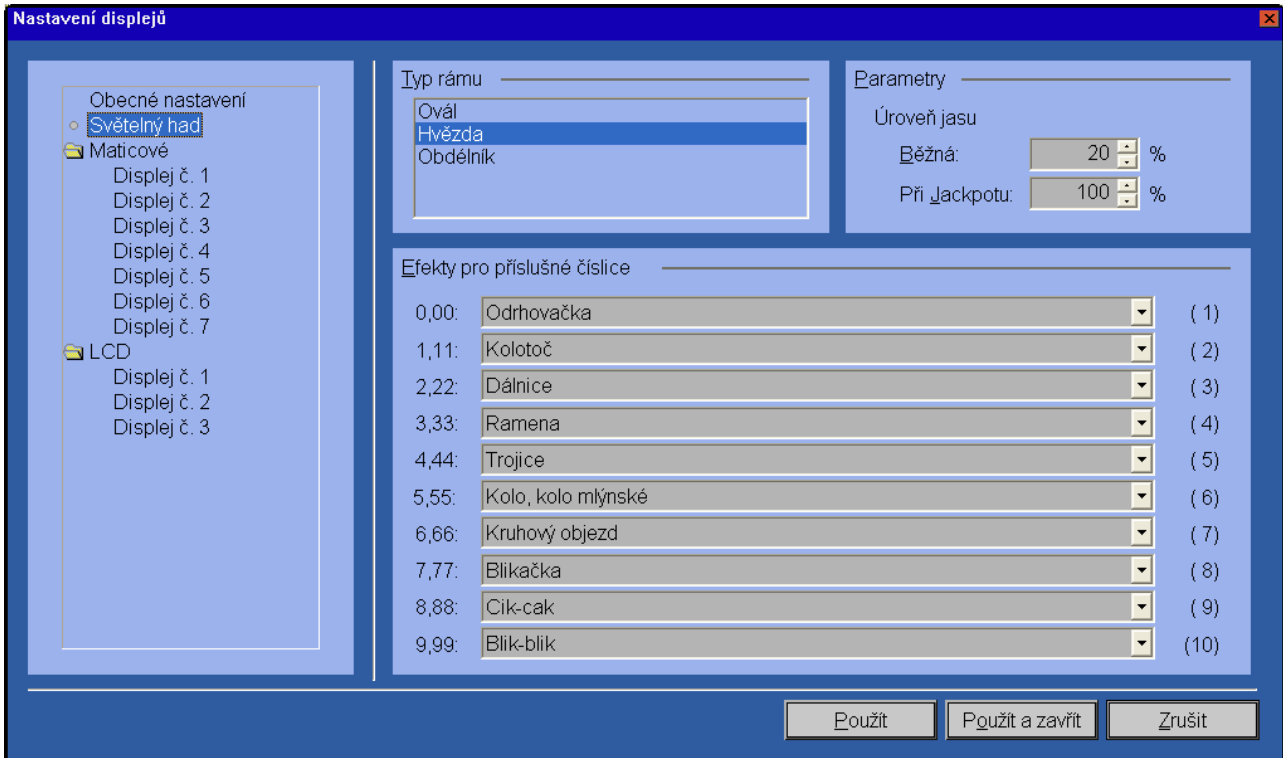 Nastavení displejů
Obecné nastavení
Světelný had
Maticové
Displej č. 1
Displej č. 2
Displej č. 3
Displej č. 4
Displej č. 5
Displej č. 6
Displej č. 7
LCD
Displej č. 1
Displej č. 2
Displej č. 3
Typ rámu
Ovál
Hvězda
Obdélník
Parametry
Úroveň jasu
Běžná: 20 %
Při Jackpotu: 100 %
Efekty pro příslušné číslice
0,00: Odrhovačka ( 1)
1,11: Kolotoč ( 2)
2,22: Dálnice ( 3)
3,33: Ramena ( 4)
4,44: Trojice ( 5)
5,55: Kolo, kolo mlýnské ( 6)
6,66: Kruhový objezd ( 7)
7,77: Blikačka ( 8)
8,88: Cik-cak ( 9)
9,99: Blik-blik (10)
Použít Použít a zavřít Zrušit